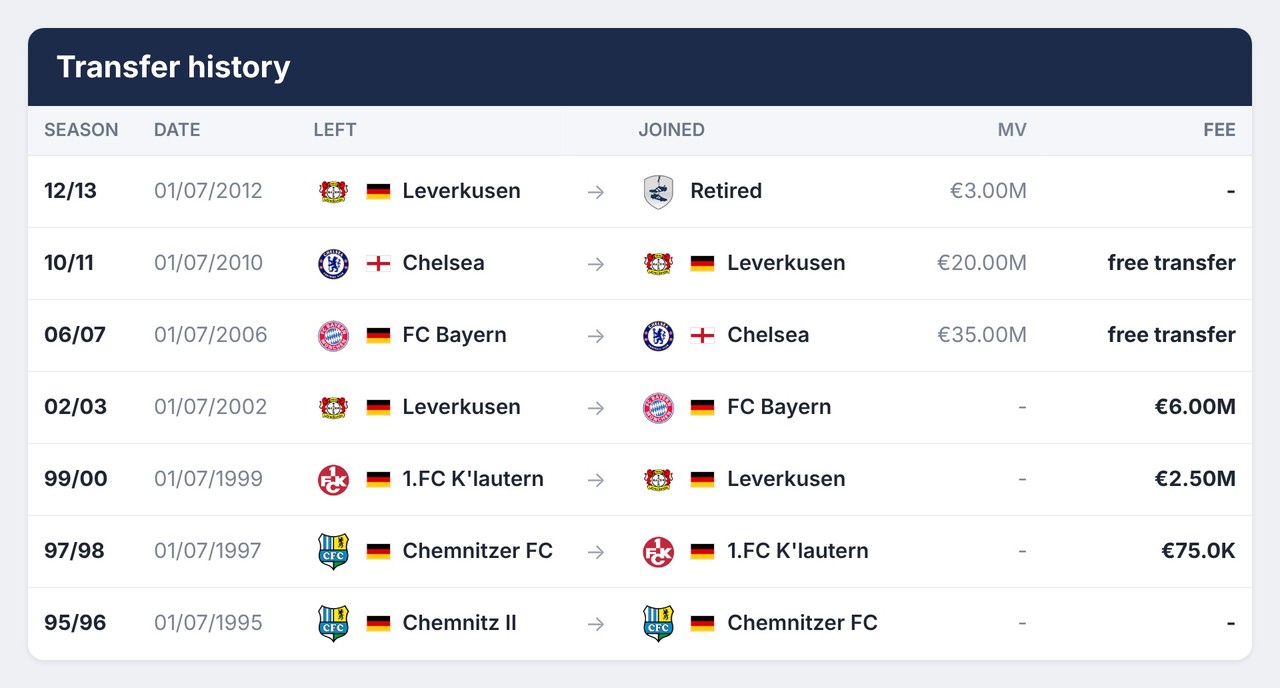 Transfer history
SEASON DATE LEFT JOINED MV FEE
12/13 01/07/2012 Leverkusen → Retired €3.00M -
10/11 01/07/2010 Chelsea → Leverkusen €20.00M free transfer
06/07 01/07/2006 FC Bayern → Chelsea €35.00M free transfer
02/03 01/07/2002 Leverkusen → FC Bayern - €6.00M
99/00 01/07/1999 1.FC K'lautern → Leverkusen - €2.50M
97/98 01/07/1997 Chemnitzer FC → 1.FC K'lautern - €75.0K
95/96 01/07/1995 Chemnitz II → Chemnitzer FC - -